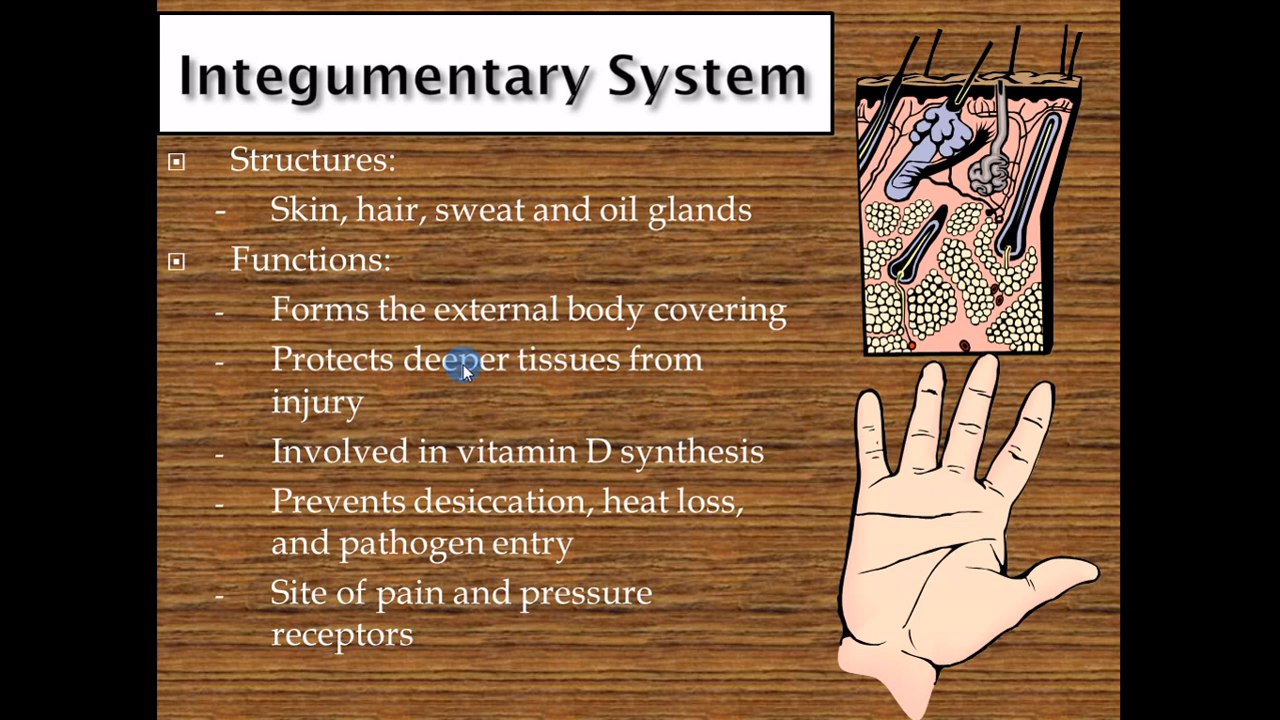 Integumentary System
Structures:
- Skin, hair, sweat and oil glands
Functions:
- Forms the external body covering
- Protects deeper tissues from
injury
- Involved in vitamin D synthesis
- Prevents desiccation, heat loss,
and pathogen entry
- Site of pain and pressure
receptors